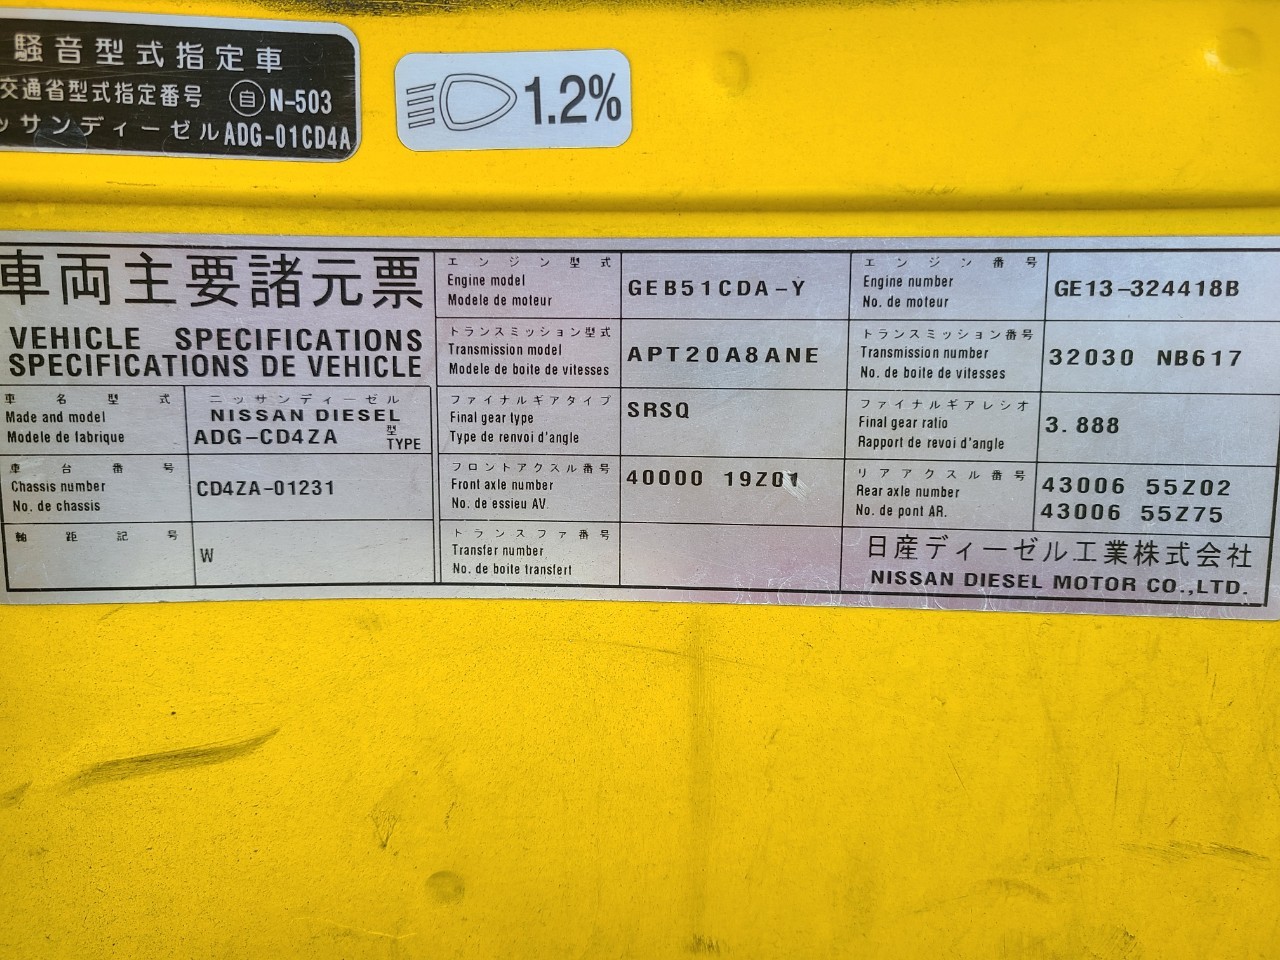 騒音型式指定車
交通省型式指定番号 自 N-503
ッサンディーゼル ADG-01CD4A
1.2%
車両主要諸元票
VEHICLE SPECIFICATIONS
SPECIFICATIONS DE VEHICLE
車名型式
Made and model
Modele de fabrique
ニッサンディーゼル
NISSAN DIESEL
ADG-CD4ZA 型
TYPE
車台番号
Chassis number
No. de chassis
CD4ZA-01231
軸距記号
W
エンジン型式
Engine model
Modele de moteur
GEB51CDA-Y
エンジン番号
Engine number
No. de moteur
GE13-324418B
トランスミッション型式
Transmission model
Modele de boite de vitesses
APT20A8ANE
トランスミッション番号
Transmission number
No. de boite de vitesses
32030 NB617
ファイナルギアタイプ
Final gear type
Type de renvoi d'angle
SRSQ
ファイナルギアレシオ
Final gear ratio
Rapport de revoi d'angle
3.888
フロントアクスル番号
Front axle number
No. de essieu AV.
40000 19Z01
リアアクスル番号
Rear axle number
No. de pont AR.
43006 55Z02
43006 55Z75
トランスファ番号
Transfer number
No. de boite transfert
日産ディーゼル工業株式会社
NISSAN DIESEL MOTOR CO.,LTD.